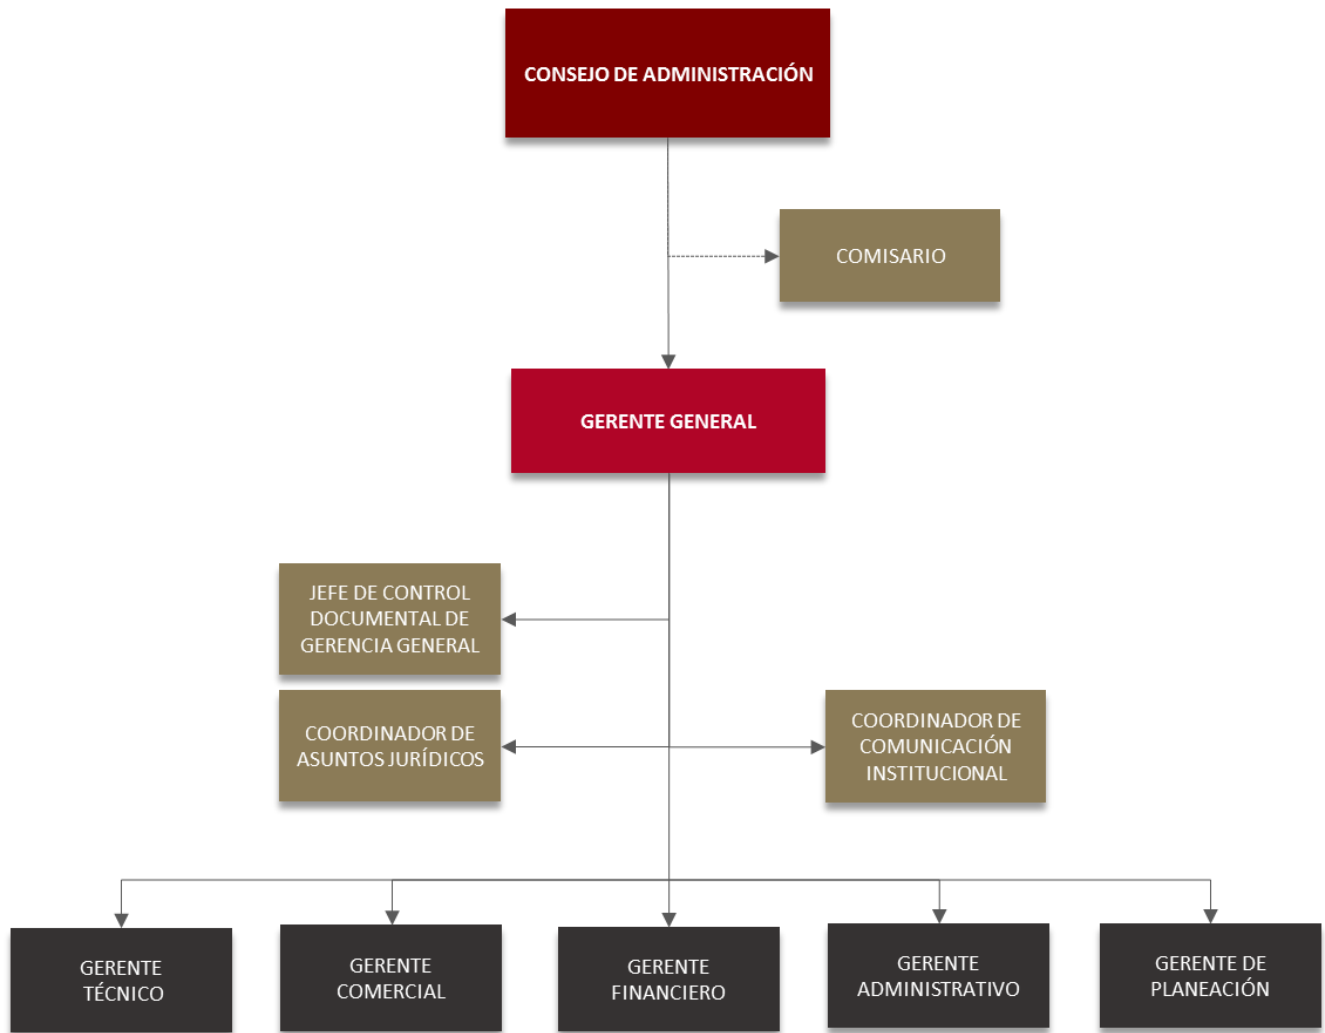 CONSEJO DE ADMINISTRACIÓN
COMISARIO
GERENTE GENERAL
JEFE DE CONTROL
DOCUMENTAL DE
GERENCIA GENERAL
COORDINADOR DE
ASUNTOS JURÍDICOS
COORDINADOR DE
COMUNICACIÓN
INSTITUCIONAL
GERENTE
TÉCNICO
GERENTE
COMERCIAL
GERENTE
FINANCIERO
GERENTE
ADMINISTRATIVO
GERENTE DE
PLANEACIÓN